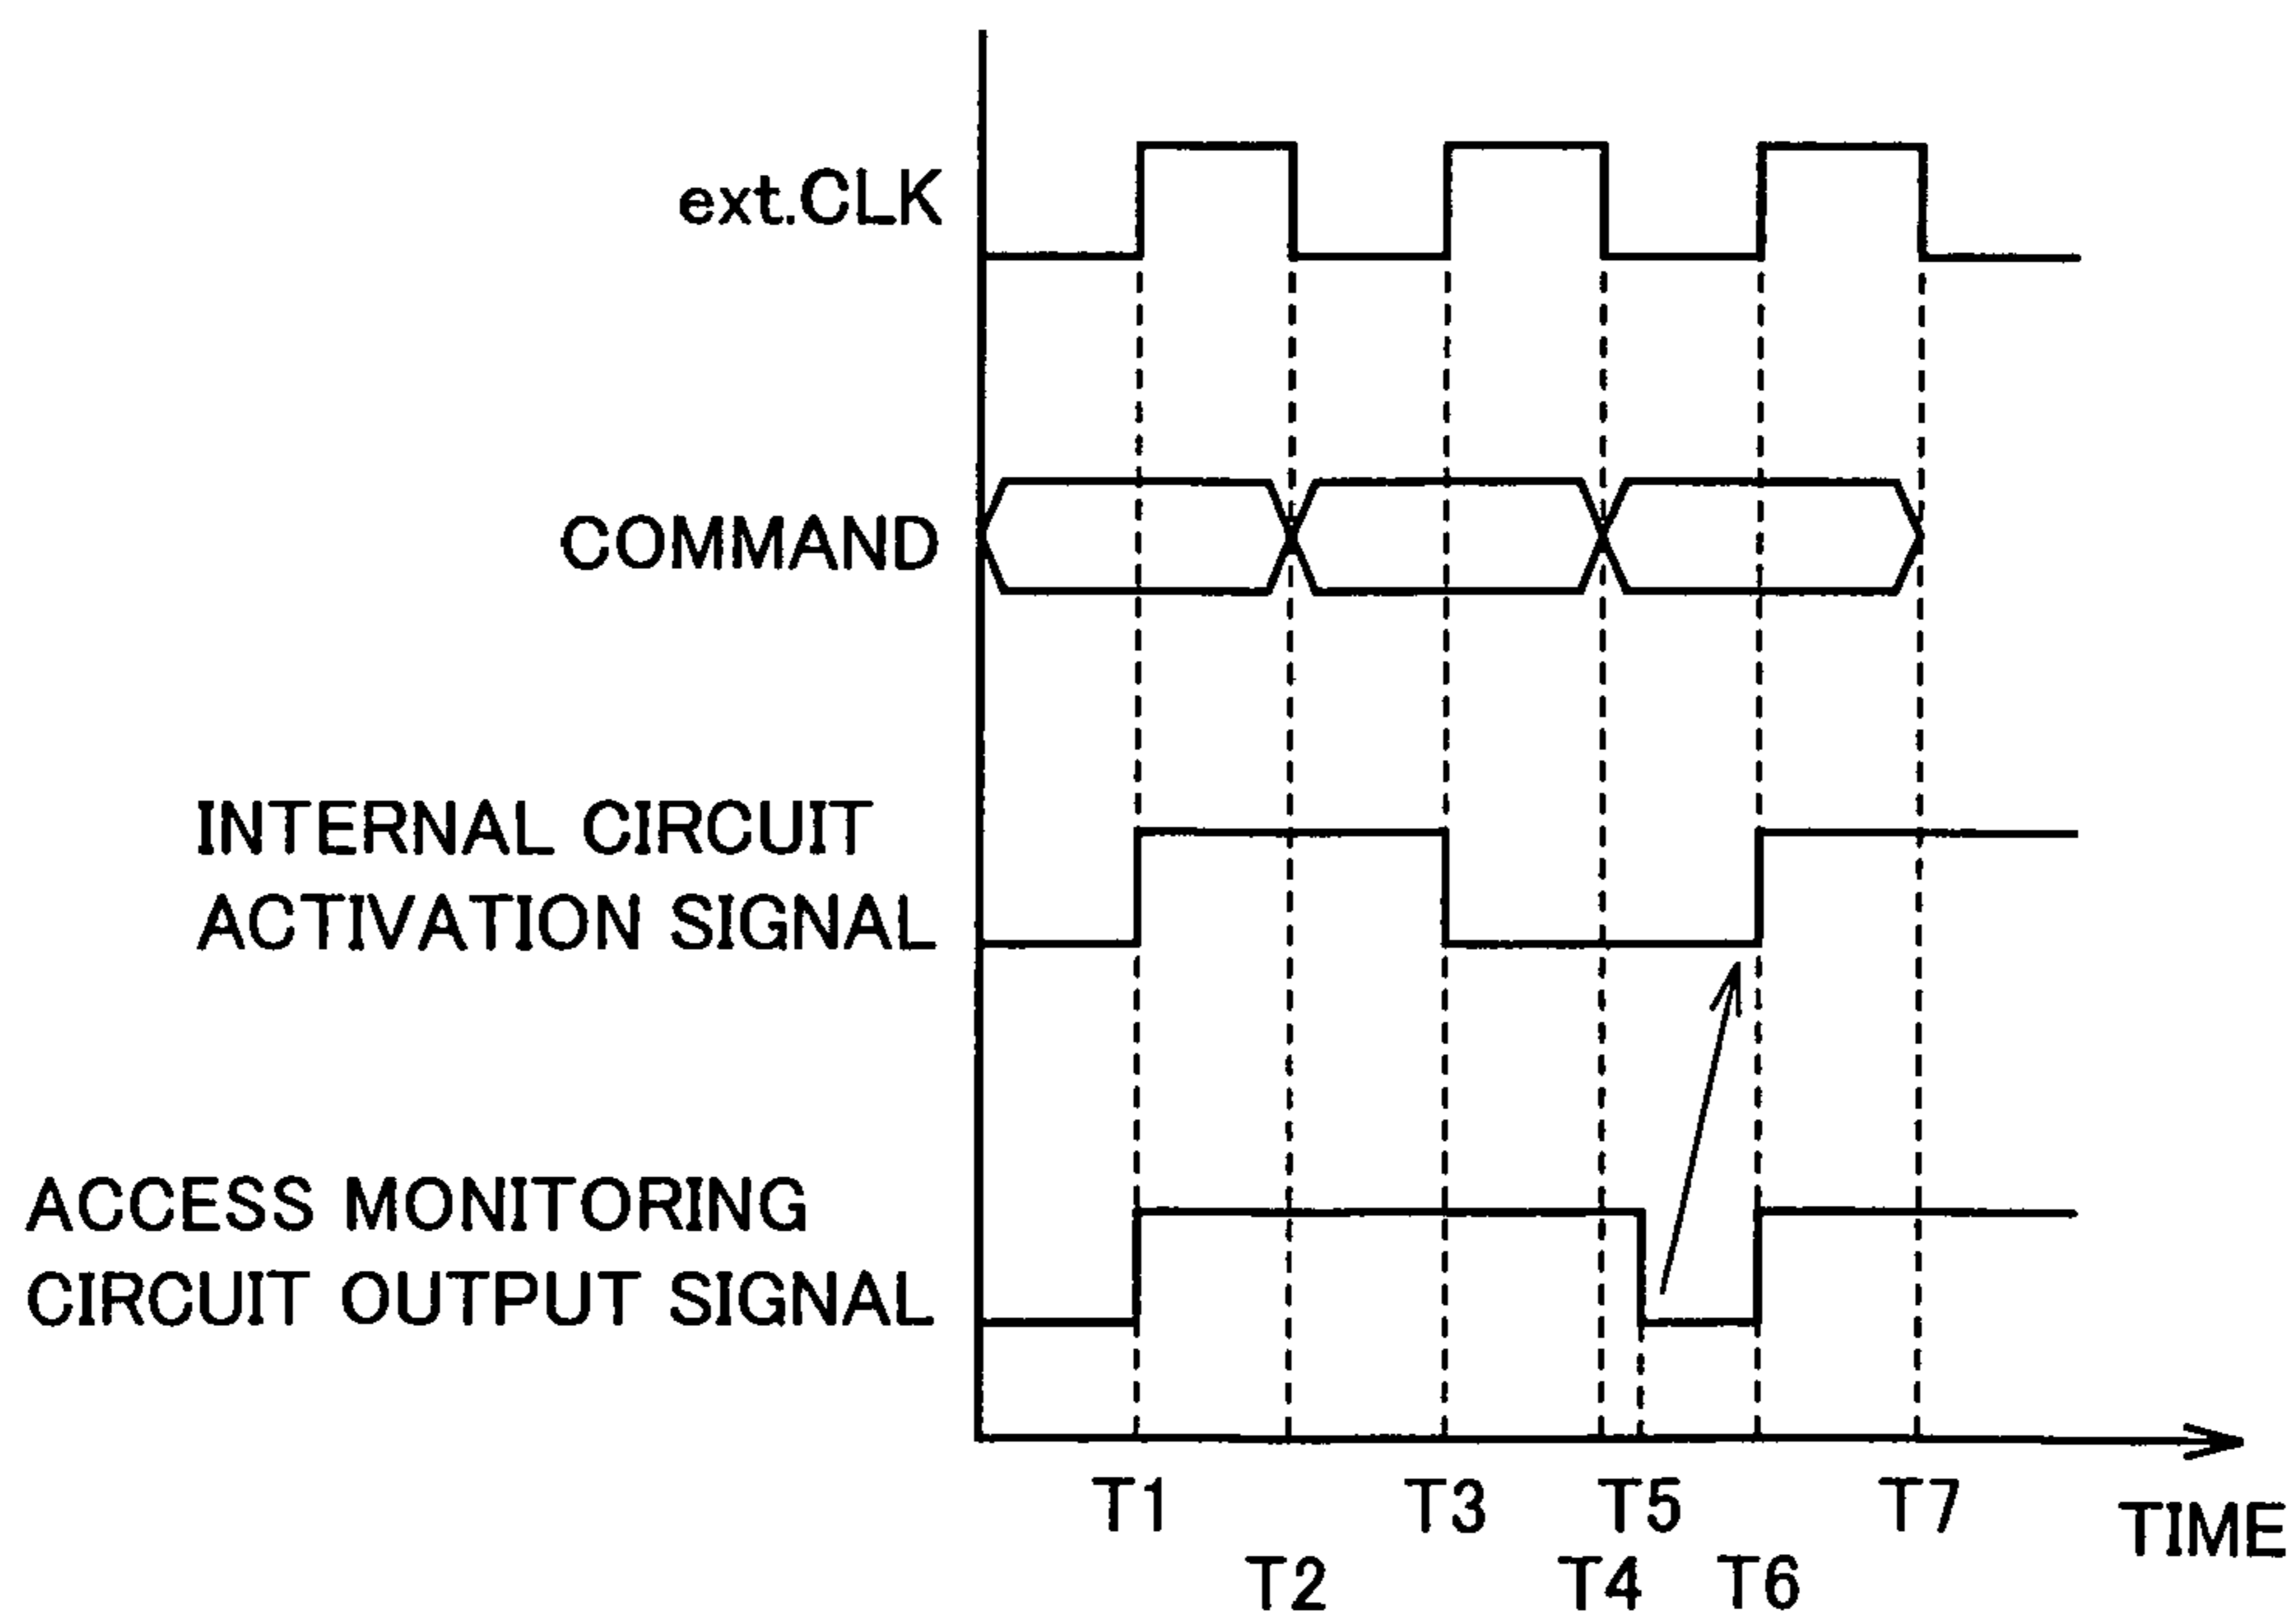 ext.CLK
COMMAND
INTERNAL CIRCUIT
ACTIVATION SIGNAL
ACCESS MONITORING
CIRCUIT OUTPUT SIGNAL
T1 T3 T5 T7
TIME
T2 T4 T6